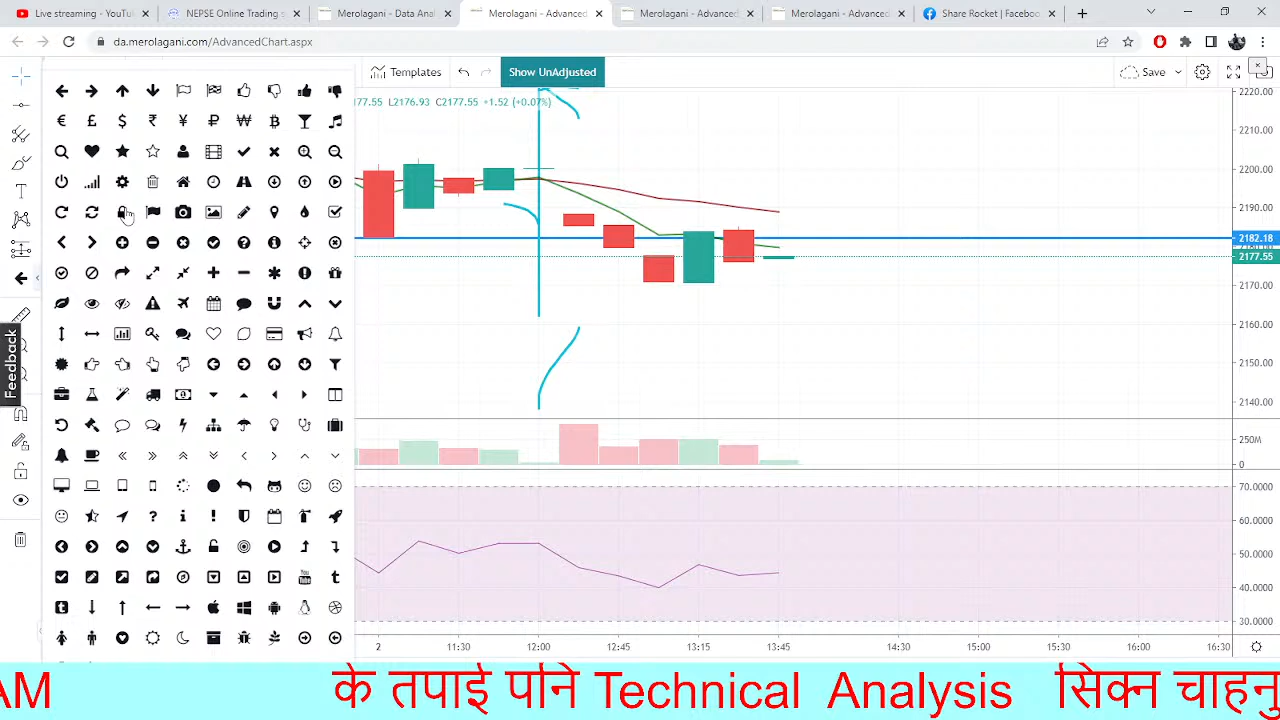 Live streaming - YouTu
NEPSE Online Trading s
Merolagani - Data Anal
Merolagani - Advanced
Merolagani - Advanced
Merolagani - Advanced
Share Rocket | Faceboo
da.merolagani.com/AdvancedChart.aspx
Templates
Show UnAdjusted
Save
177.55 L2176.93 C2177.55 +1.52 (+0.07%)
2220.00
2210.00
2200.00
2190.00
2182.18
2177.55
2170.00
2160.00
2150.00
2140.00
250M
0
70.0000
60.0000
50.0000
40.0000
30.0000
Feedback
You Tube
2 11:30 12:00 12:45 13:15 13:45 14:30 15:00 15:30 16:00 16:30
AM के तपाई पनि Technical Analysis सिक्न चाहनु